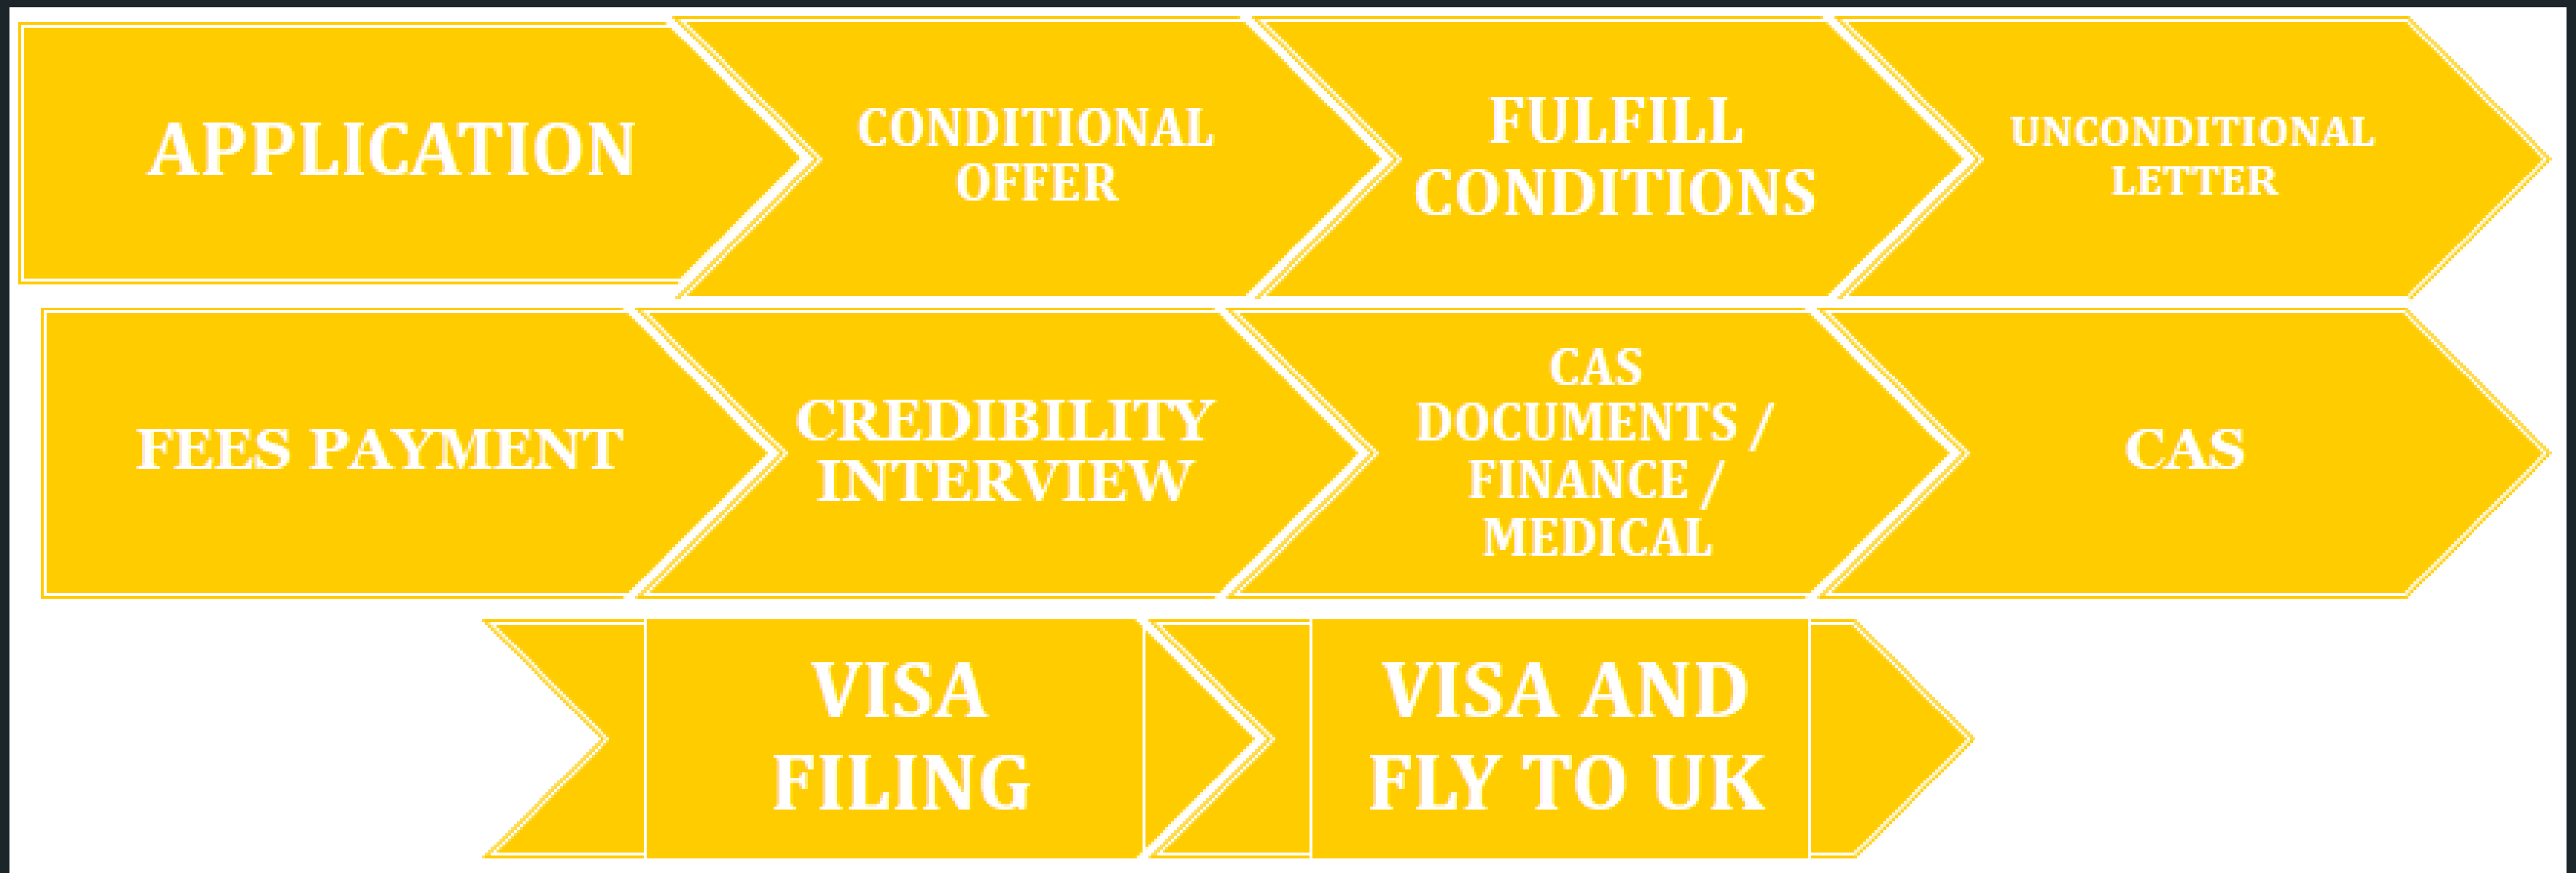 APPLICATION
CONDITIONAL
OFFER
FULFILL
CONDITIONS
UNCONDITIONAL
LETTER
FEES PAYMENT
CREDIBILITY
INTERVIEW
CAS
DOCUMENTS /
FINANCE /
MEDICAL
CAS
VISA
FILING
VISA AND
FLY TO UK